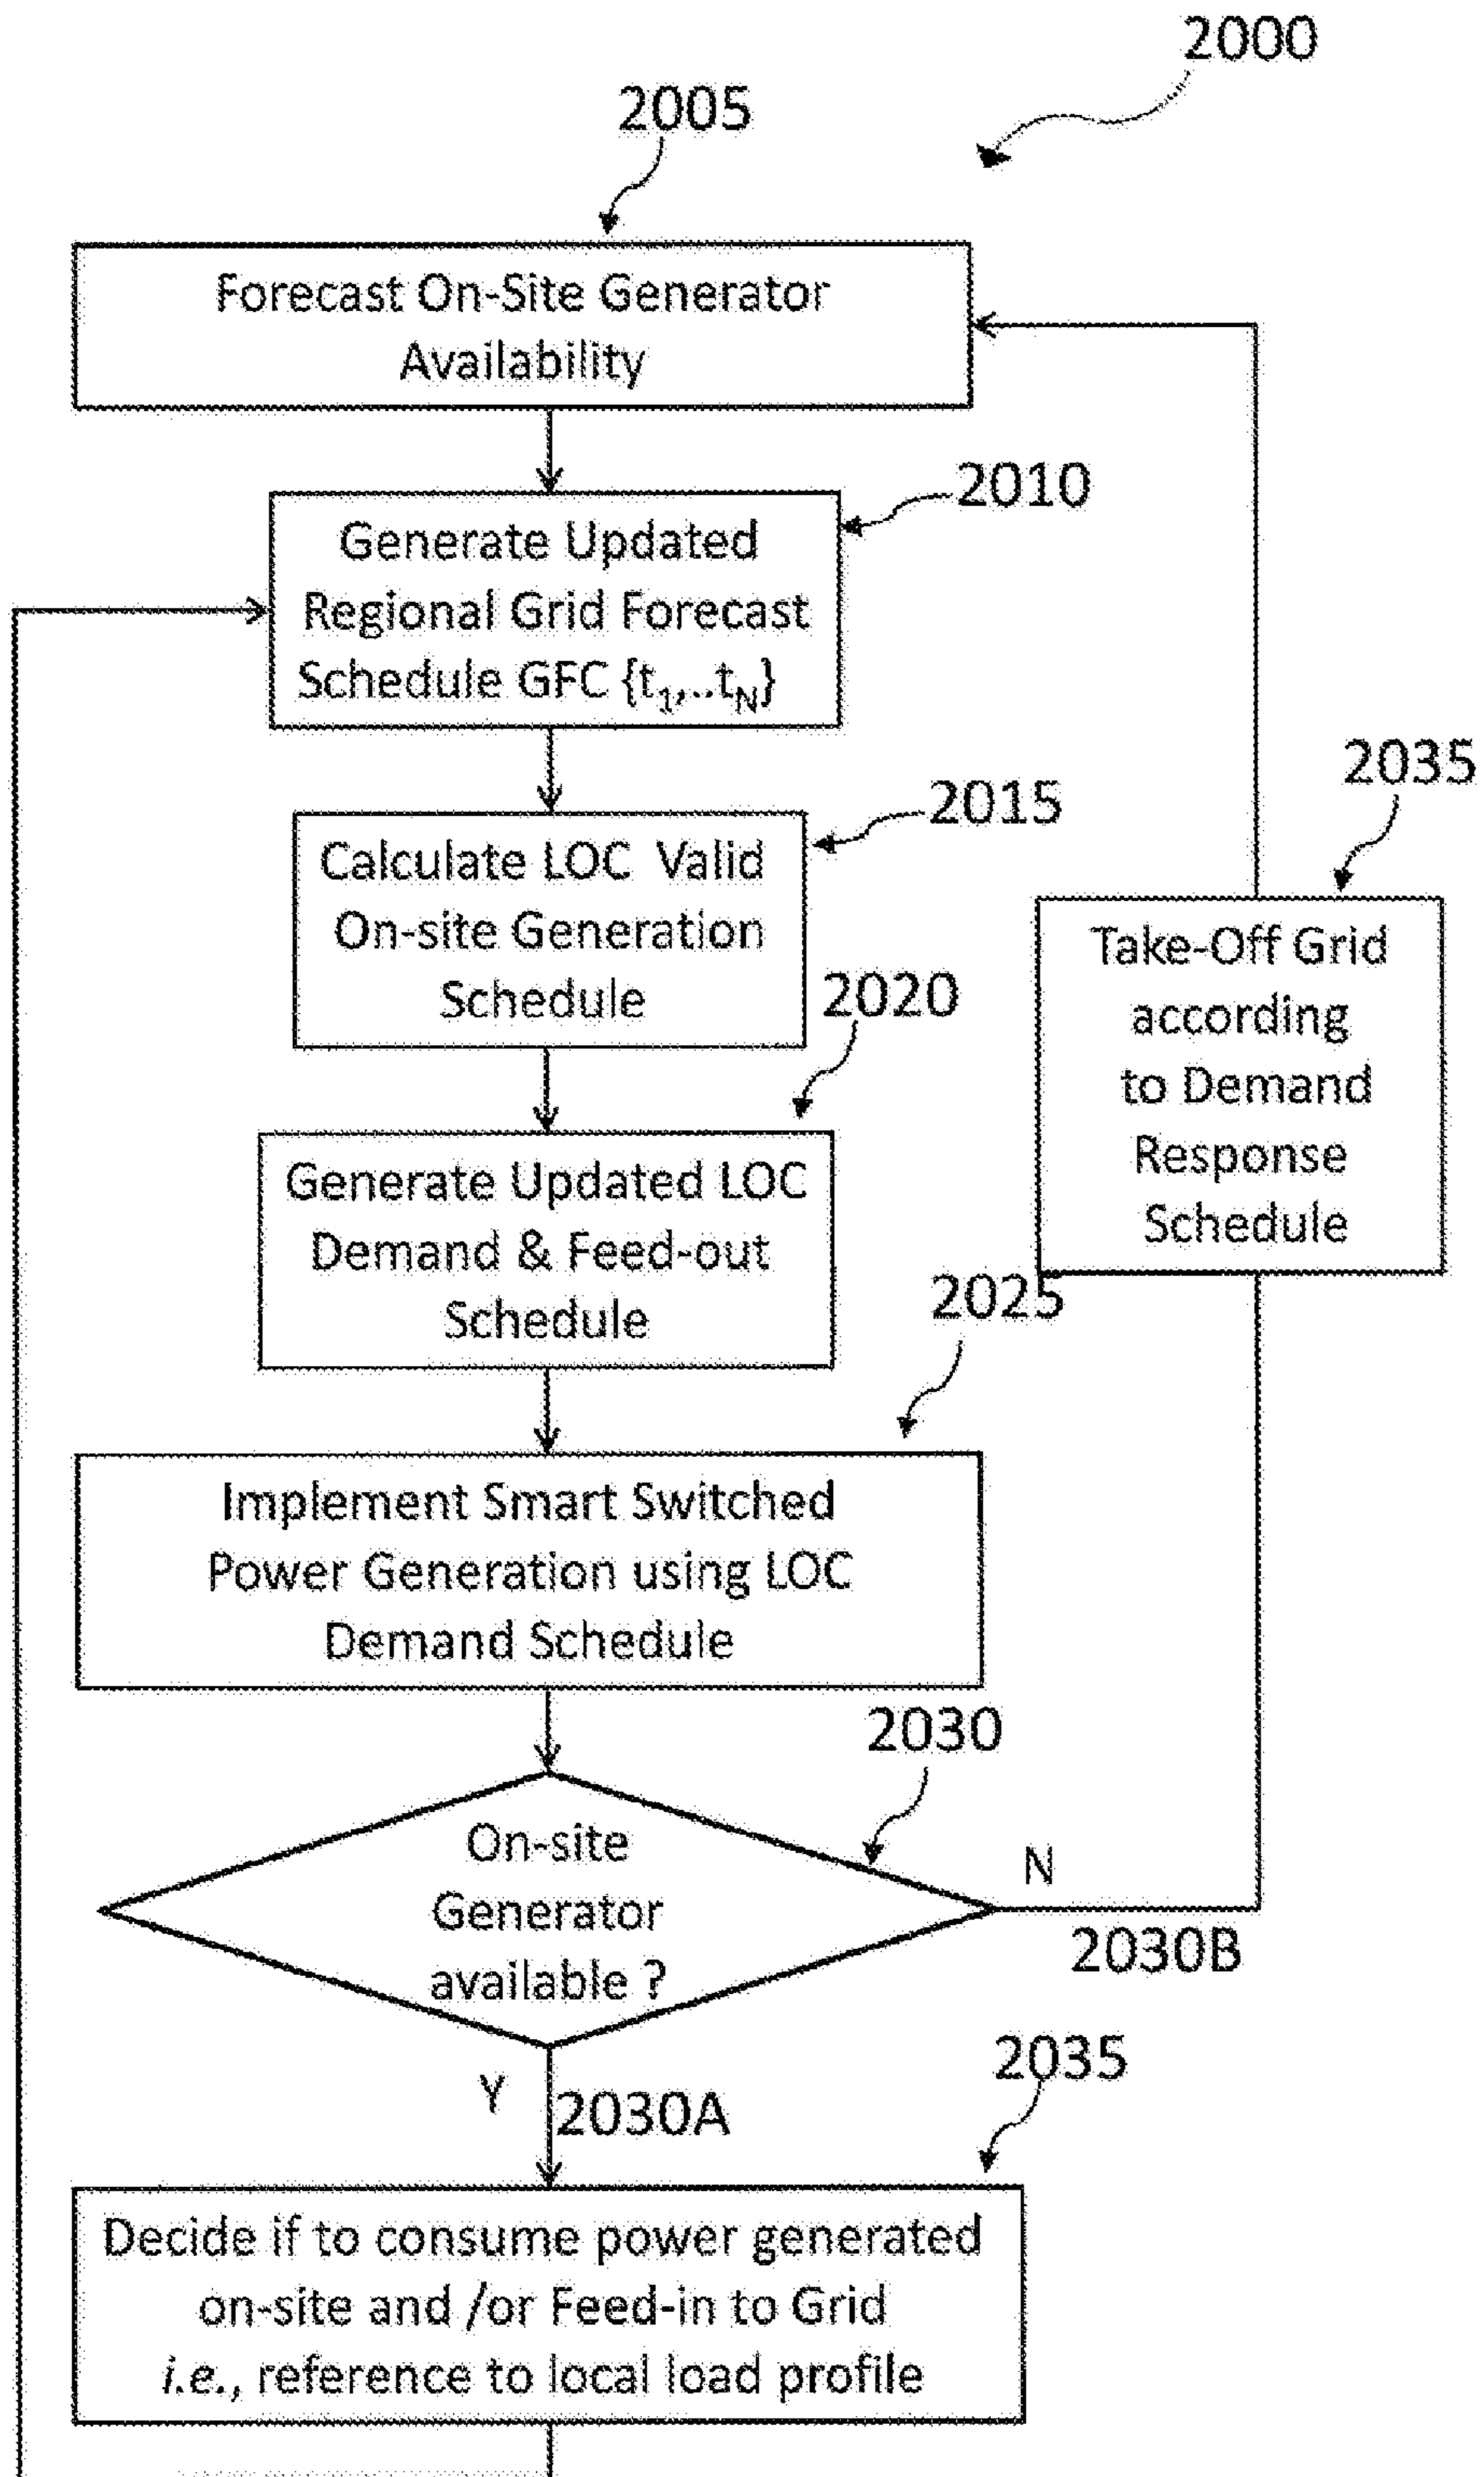 2000
2005
Forecast On-Site Generator
Availability
2010
Generate Updated
Regional Grid Forecast
Schedule GFC {t1,..tN}
2015
Calculate LOC Valid
On-site Generation
Schedule
2035
Take-Off Grid
according
to Demand
Response
Schedule
2020
Generate Updated LOC
Demand & Feed-out
Schedule
2025
Implement Smart Switched
Power Generation using LOC
Demand Schedule
2030
On-site
Generator
available ?
N
2030B
Y
2030A
2035
Decide if to consume power generated
on-site and /or Feed-in to Grid
i.e., reference to local load profile